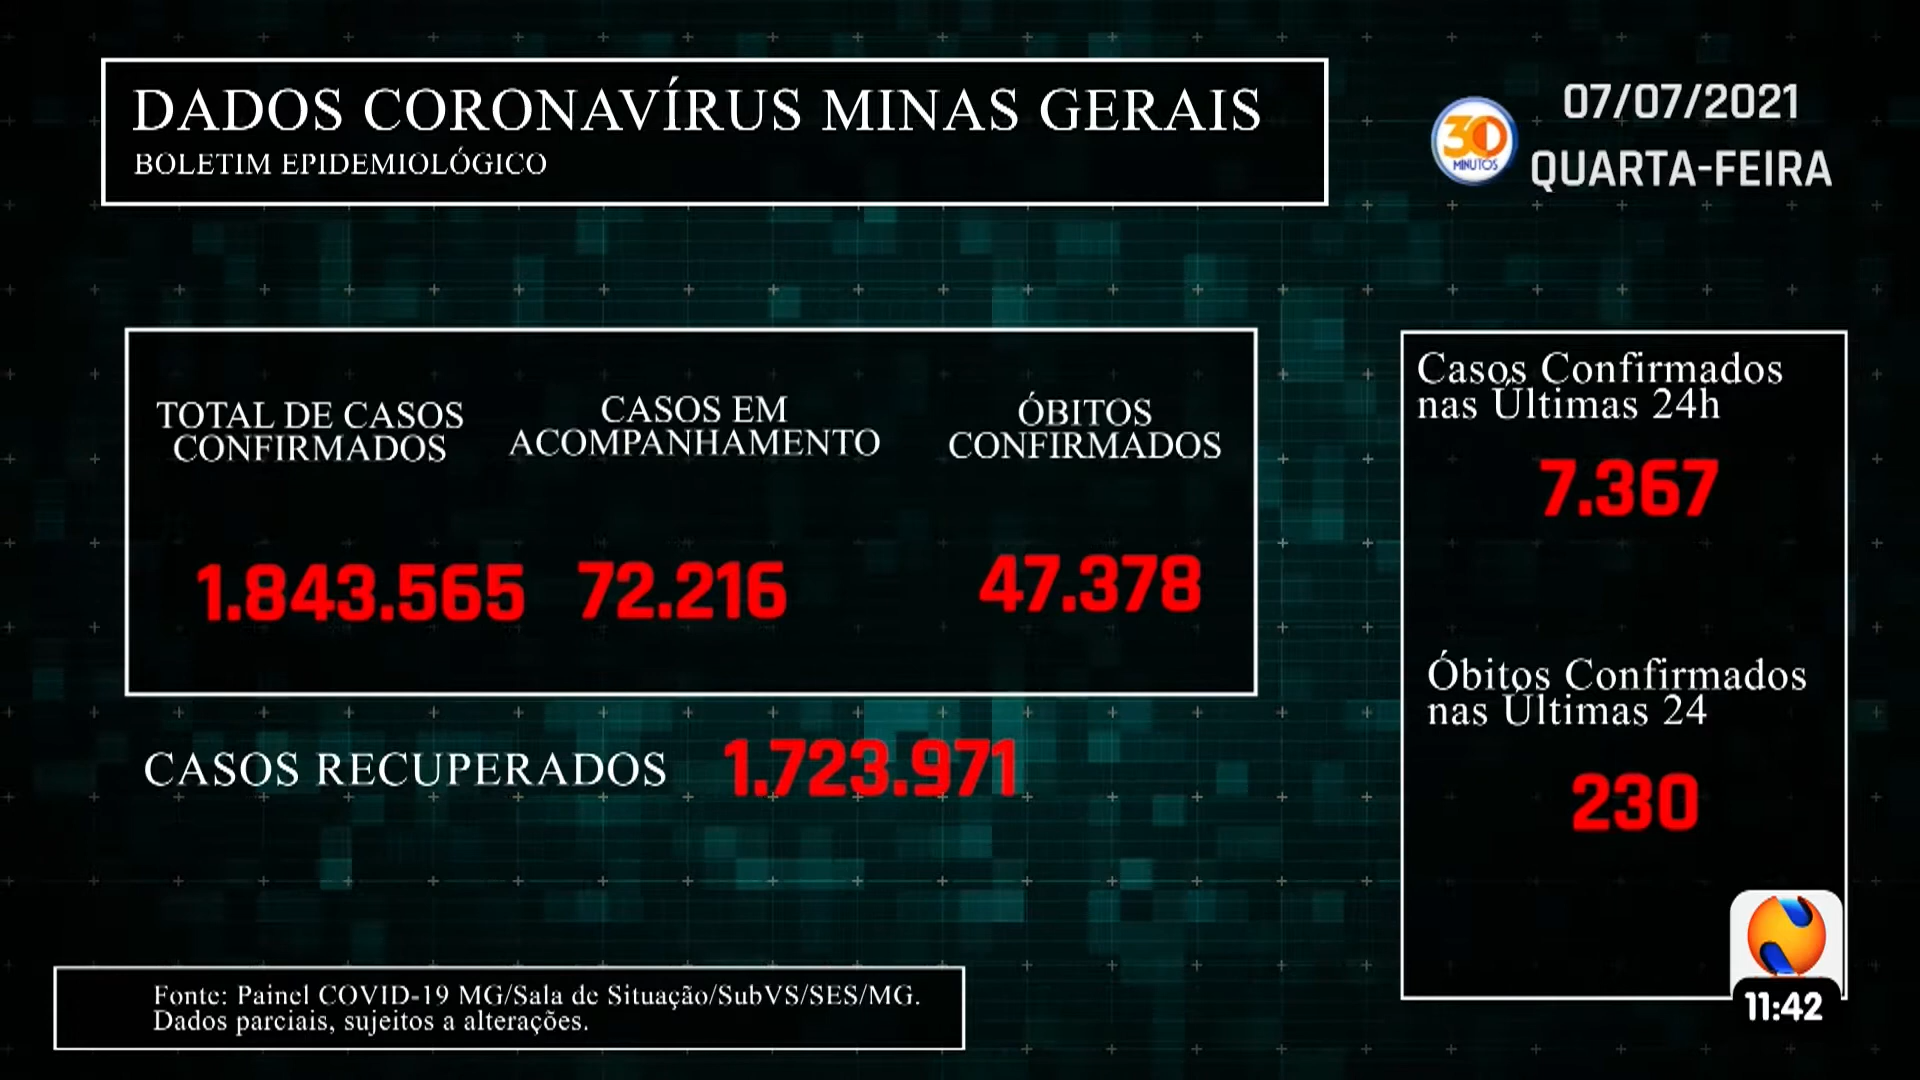 DADOS CORONAVÍRUS MINAS GERAIS
BOLETIM EPIDEMIOLÓGICO
30
MINUTOS
07/07/2021
QUARTA-FEIRA
TOTAL DE CASOS
CONFIRMADOS
1.843.565
CASOS EM
ACOMPANHAMENTO
72.216
ÓBITOS
CONFIRMADOS
47.378
CASOS RECUPERADOS 1.723.971
Casos Confirmados
nas Últimas 24h
7.367
Óbitos Confirmados
nas Últimas 24
230
Fonte: Painel COVID-19 MG/Sala de Situação/SubVS/SES/MG.
Dados parciais, sujeitos a alterações.
11:42